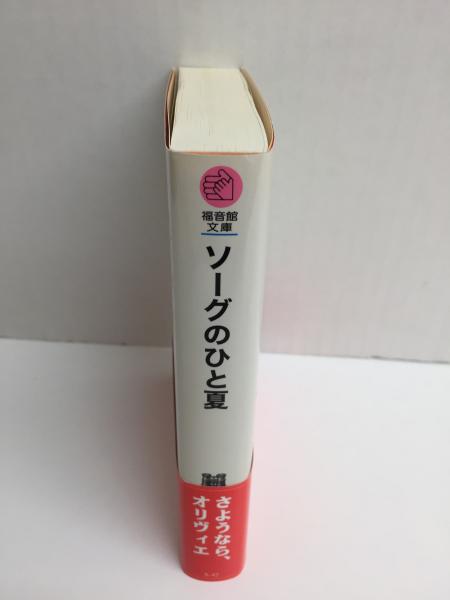 福音館
文庫
ソーグのひと夏
さようなら、
オリヴィエ